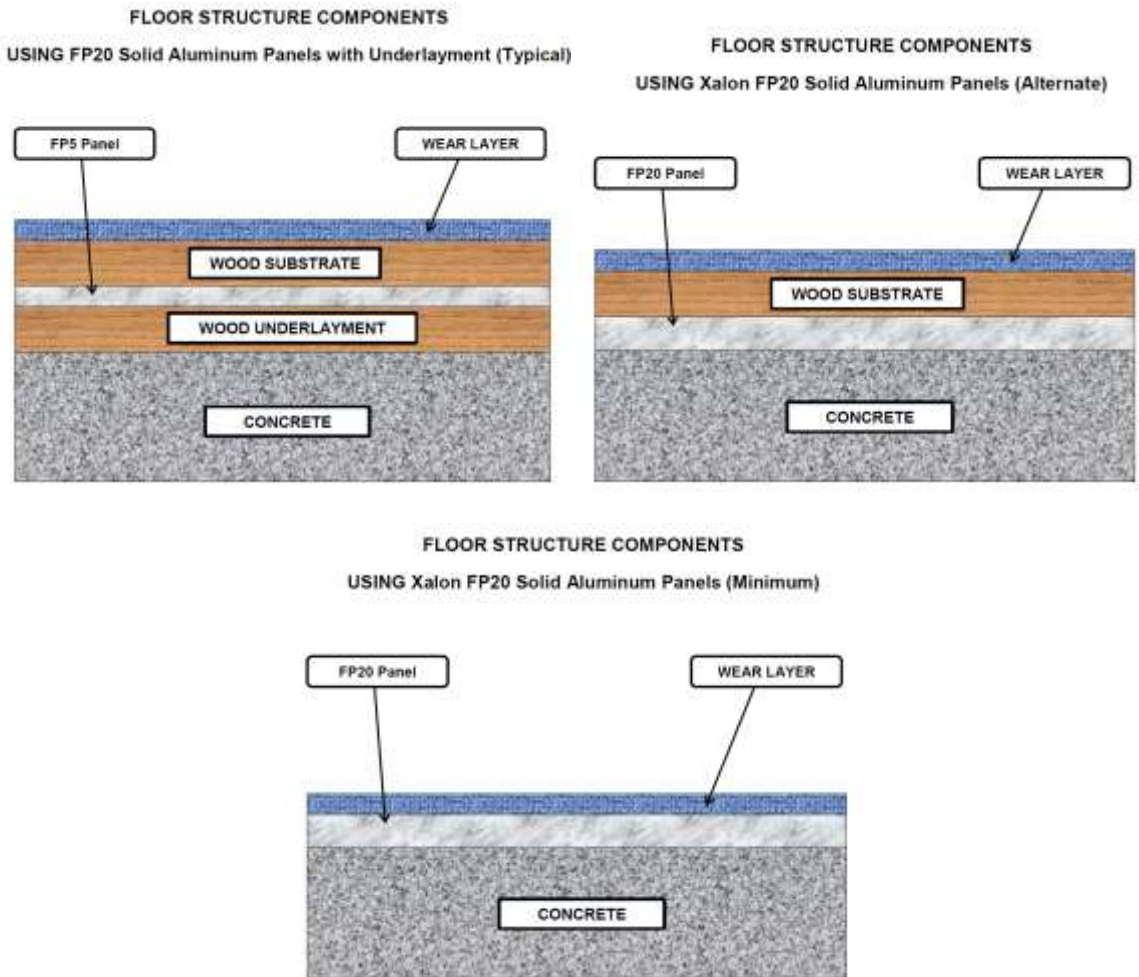 FLOOR STRUCTURE COMPONENTS
USING FP20 Solid Aluminum Panels with Underlayment (Typical)
FP5 Panel
WEAR LAYER
WOOD SUBSTRATE
WOOD UNDERLAYMENT
CONCRETE
FLOOR STRUCTURE COMPONENTS
USING Xalon FP20 Solid Aluminum Panels (Alternate)
FP20 Panel
WEAR LAYER
WOOD SUBSTRATE
CONCRETE
FLOOR STRUCTURE COMPONENTS
USING Xalon FP20 Solid Aluminum Panels (Minimum)
FP20 Panel
WEAR LAYER
CONCRETE